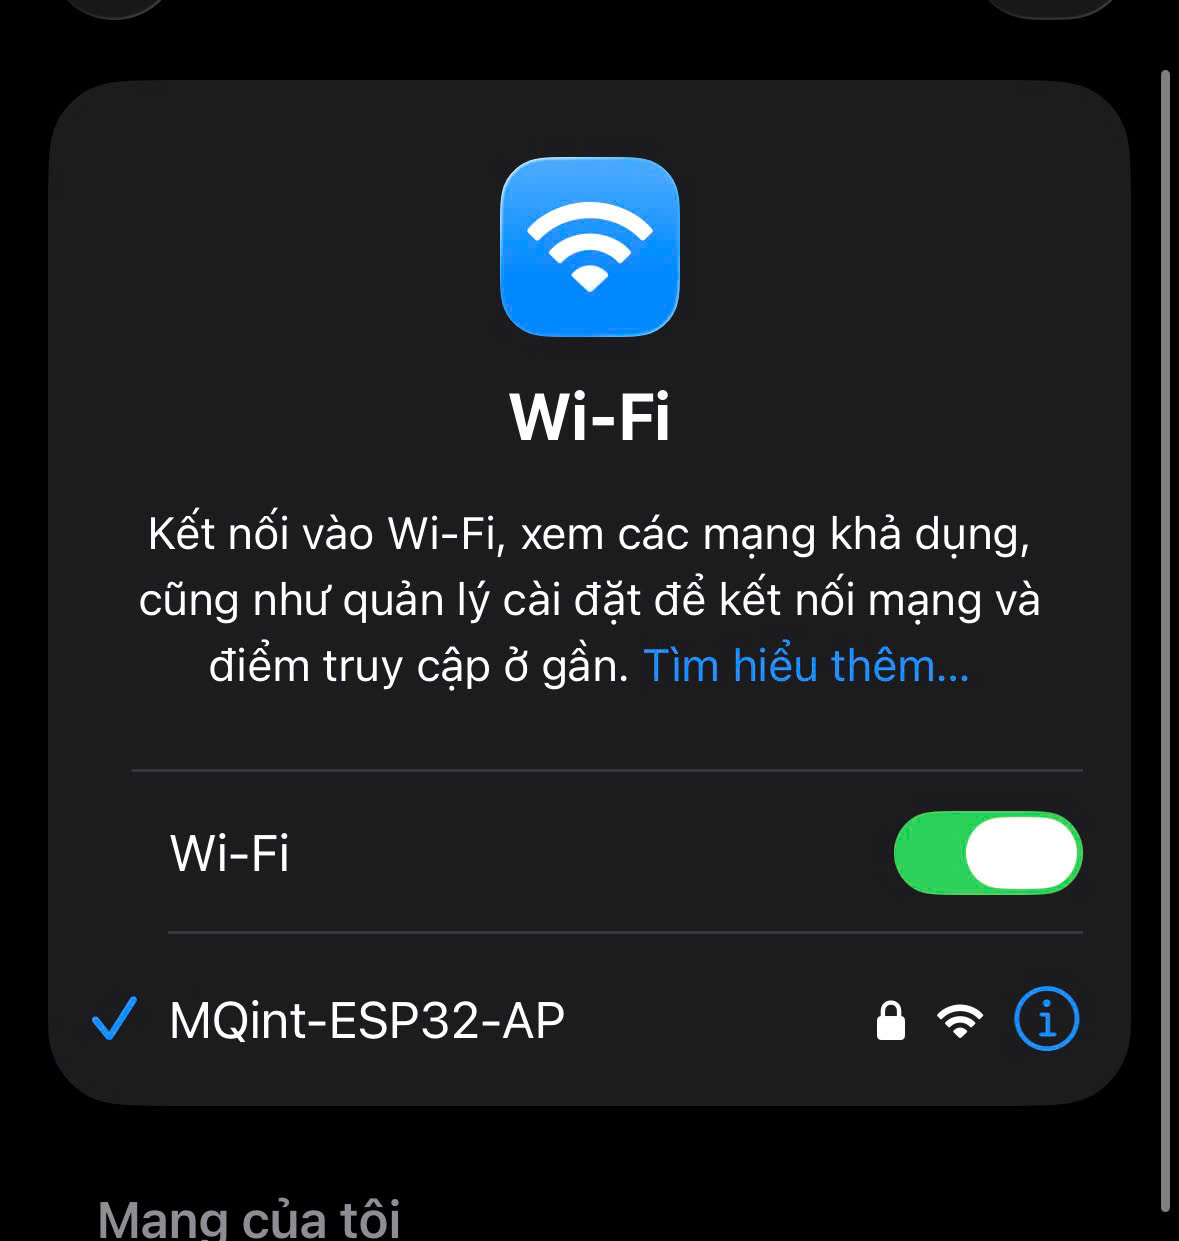 Wi-Fi
Kết nối vào Wi-Fi, xem các mạng khả dụng,
cũng như quản lý cài đặt để kết nối mạng và
điểm truy cập ở gần. Tìm hiểu thêm...
Wi-Fi
MQint-ESP32-AP
Mạng của tôi